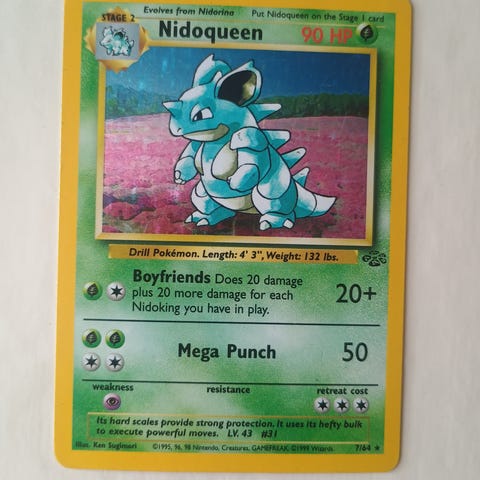 Evolves from Nidorina Put Nidoqueen on the Stage 1 card
STAGE 2
Nidoqueen 90 HP
Drill Pokémon. Length: 4' 3", Weight: 132 lbs.
Boyfriends Does 20 damage
plus 20 more damage for each
Nidoking you have in play.
20+
Mega Punch 50
weakness resistance retreat cost
Its hard scales provide strong protection. It uses its hefty bulk
to execute powerful moves. LV. 43 #31
Illus. Ken Sugimori ©1995, 96, 98 Nintendo, Creatures, GAMEFREAK. ©1999 Wizards. 7/64 ★